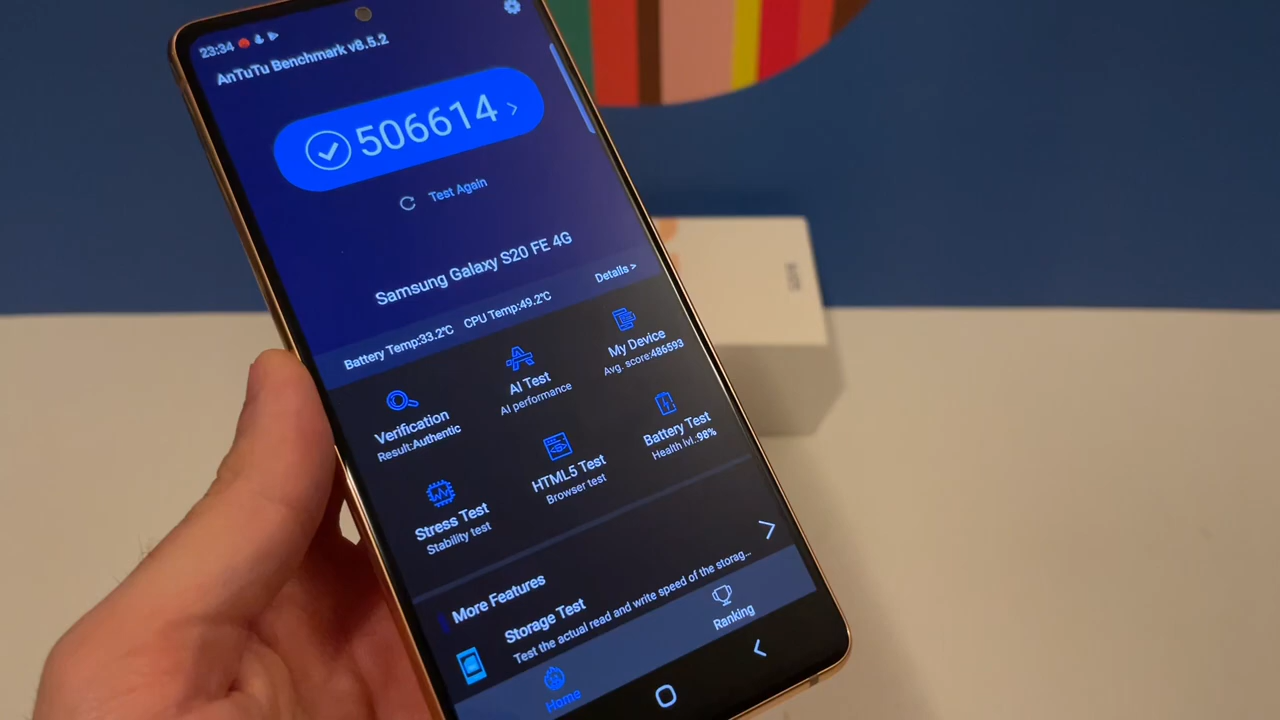 23:34
AnTuTu Benchmark v8.5.2
506614
Test Again
Samsung Galaxy S20 FE 4G
Details >
Battery Temp:33.2℃ CPU Temp:49.2℃
Verification
Result:Authentic
AI Test
AI performance
My Device
Avg. score:486593
Stress Test
Stability test
HTML5 Test
Browser test
Battery Test
Health lvl.:98%
More Features
Storage Test
Test the actual read and write speed of the storag...
Home
Ranking